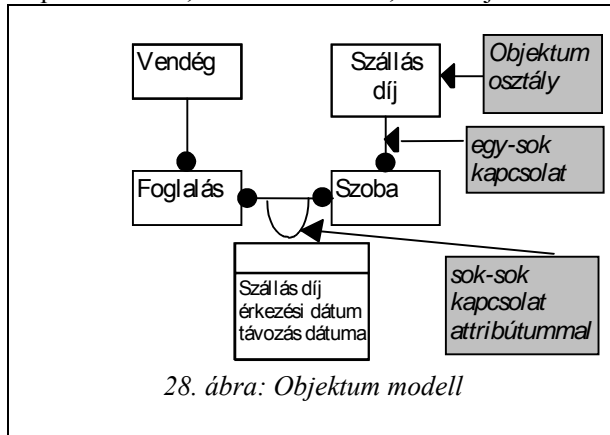 Vendég
Szállás
díj
Objektum
osztály
egy-sok
kapcsolat
Foglalás
Szoba
Szállás díj
érkezési dátum
távozás dátuma
sok-sok
kapcsolat
attribútummal
28. ábra: Objektum modell